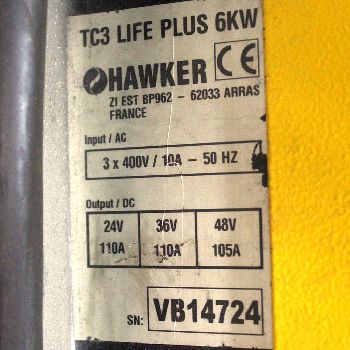 TC3 LIFE PLUS 6KW
HAWKER CE
ZI EST BP962 - 62033 ARRAS
FRANCE
Input / AC
3 x 400V / 10A - 50 HZ
Output / DC
24V 36V 48V
110A 110A 105A
SN: VB14724